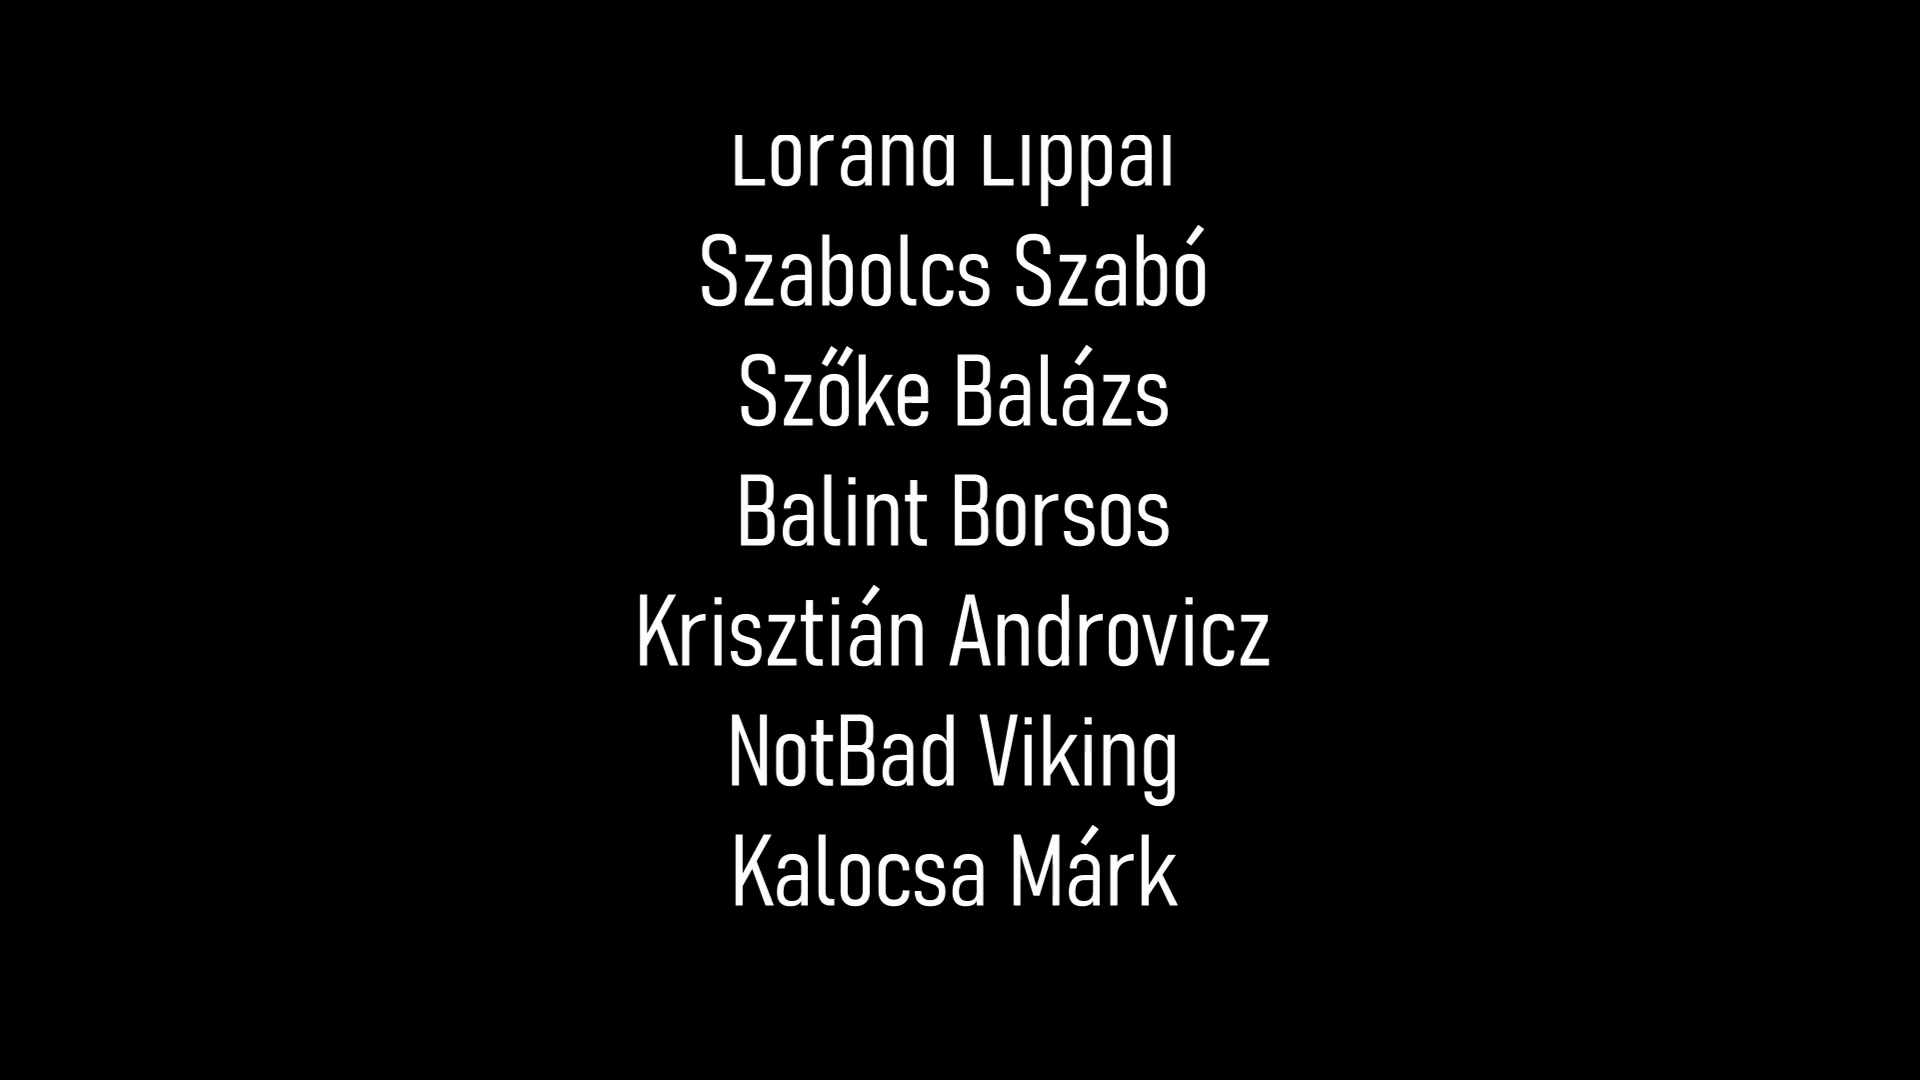 Lorand Lippai
Szabolcs Szabó
Szőke Balázs
Balint Borsos
Krisztián Androvicz
NotBad Viking
Kalocsa Márk